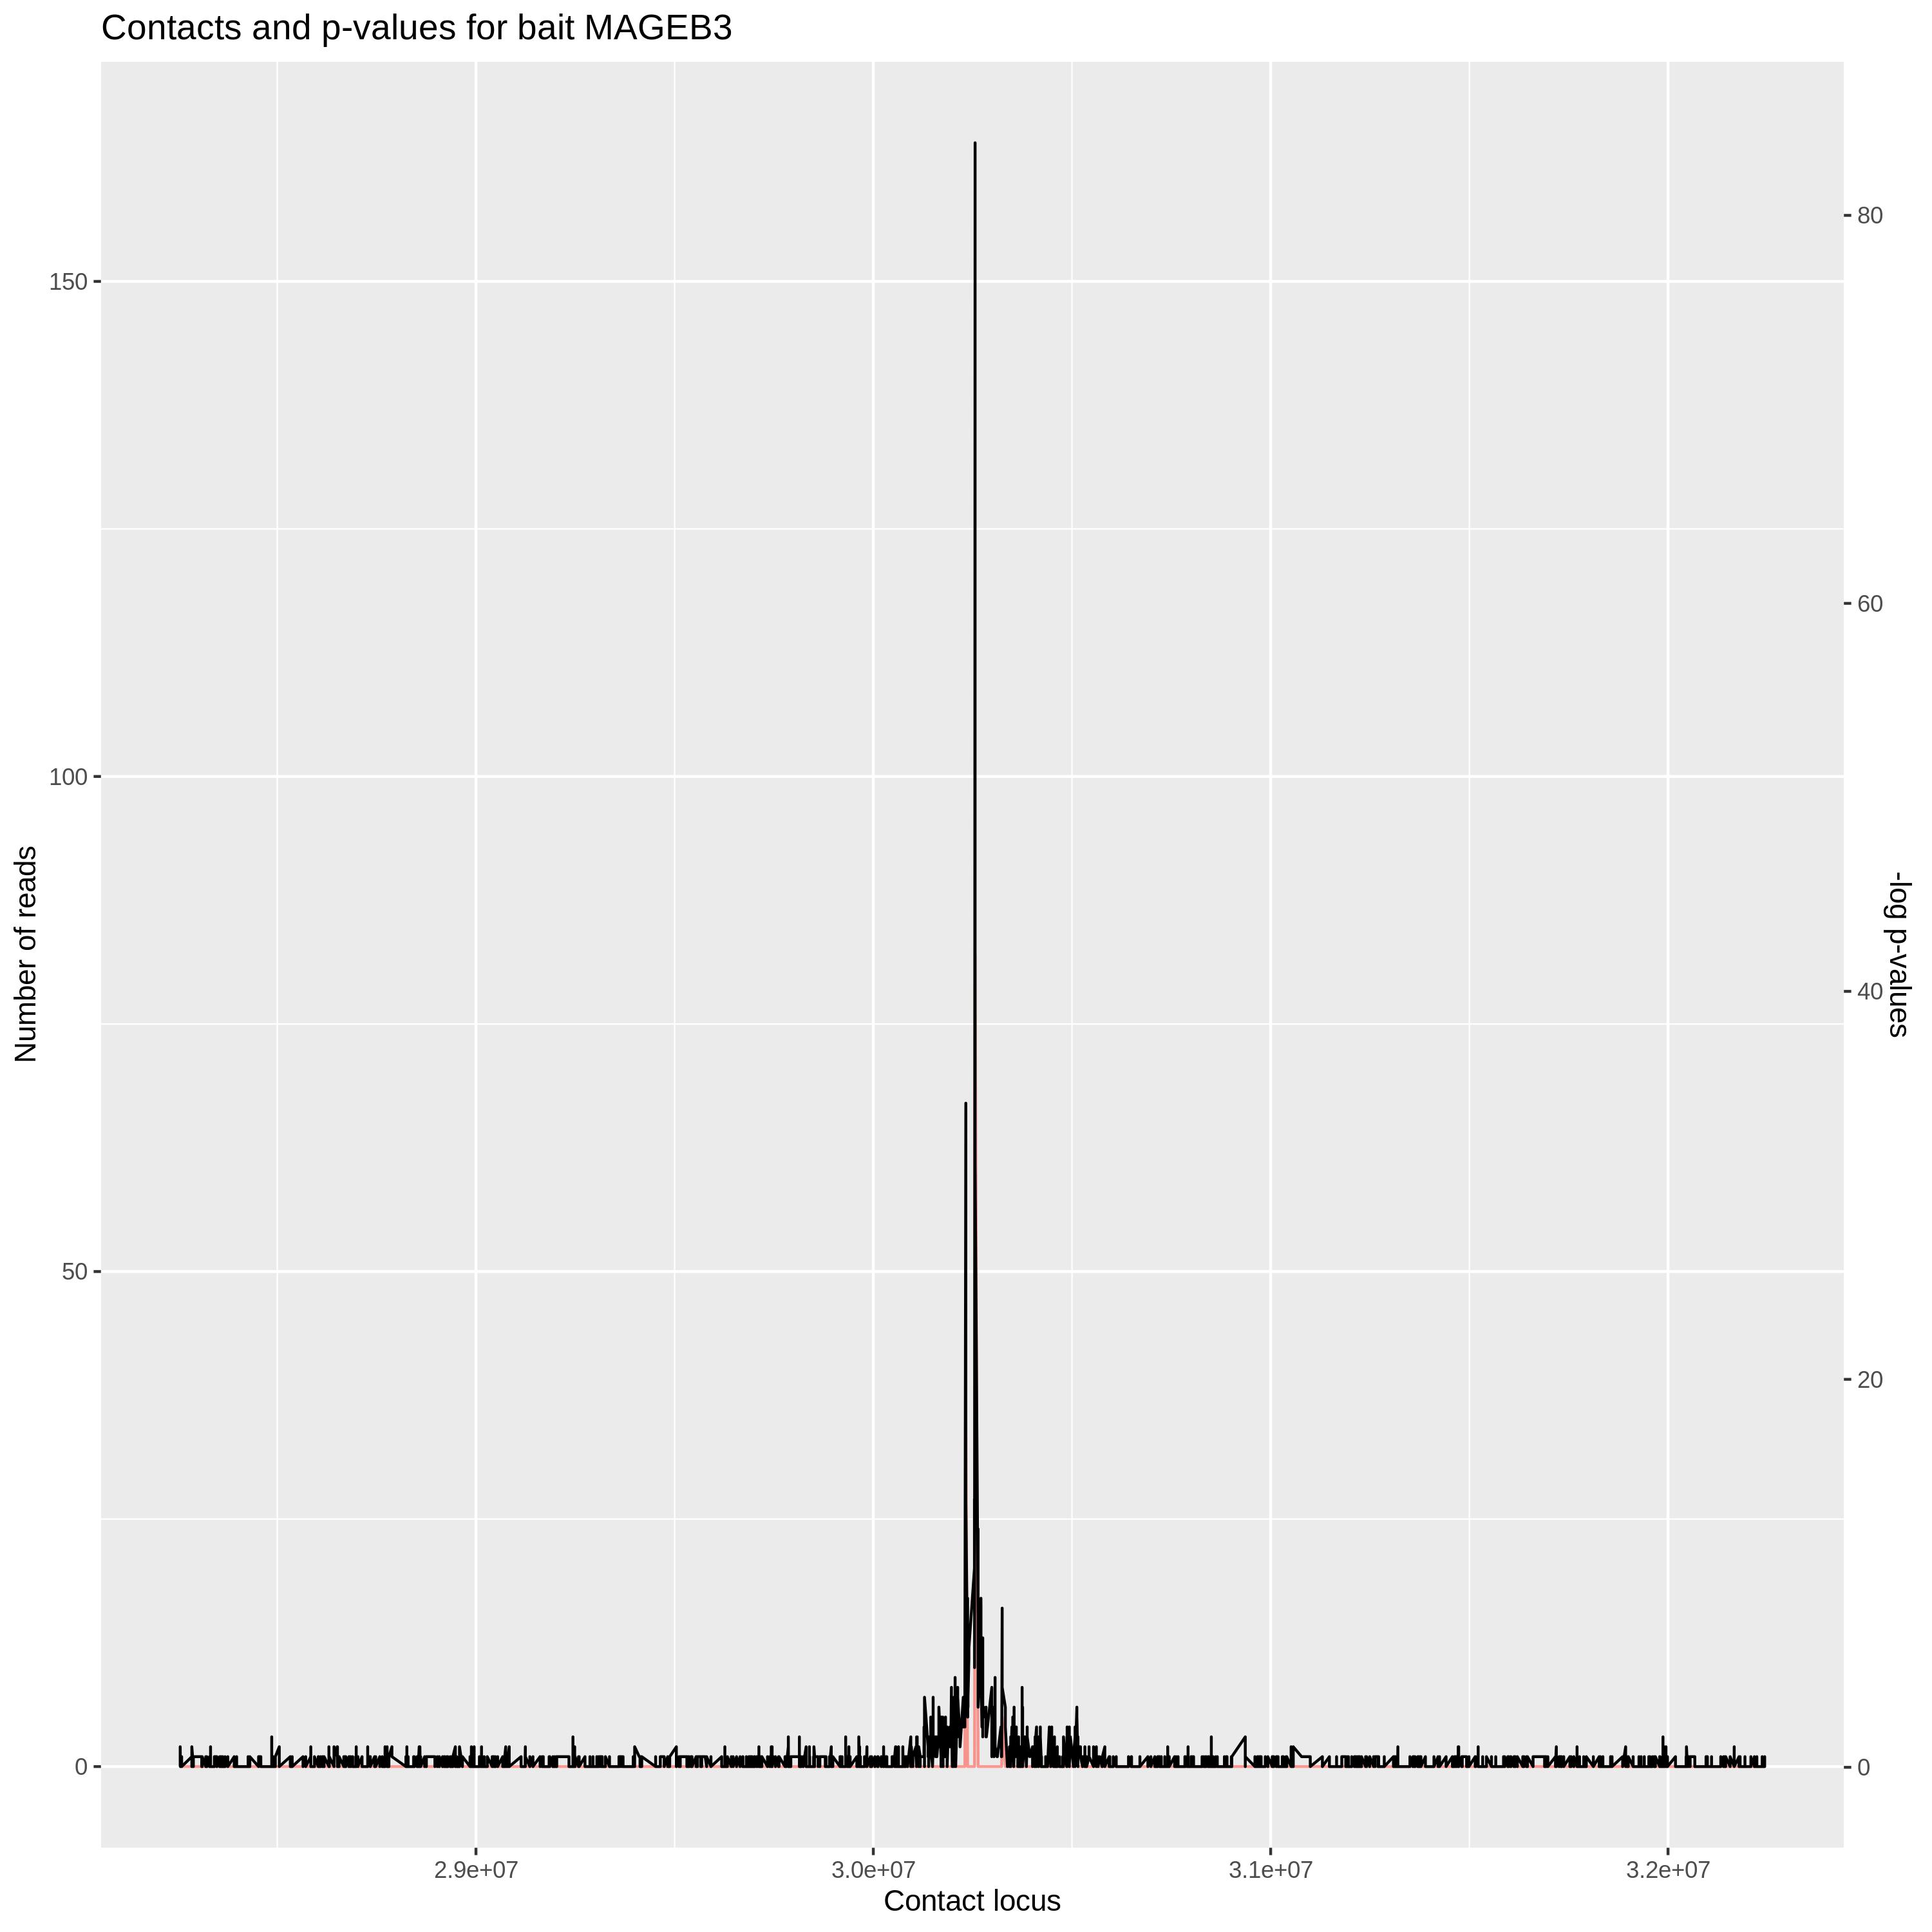 Contacts and p-values for bait MAGEB3
150
100
50
0
Number of reads
80
60
40
20
0
-log p-values
2.9e+07
3.0e+07
3.1e+07
3.2e+07
Contact locus